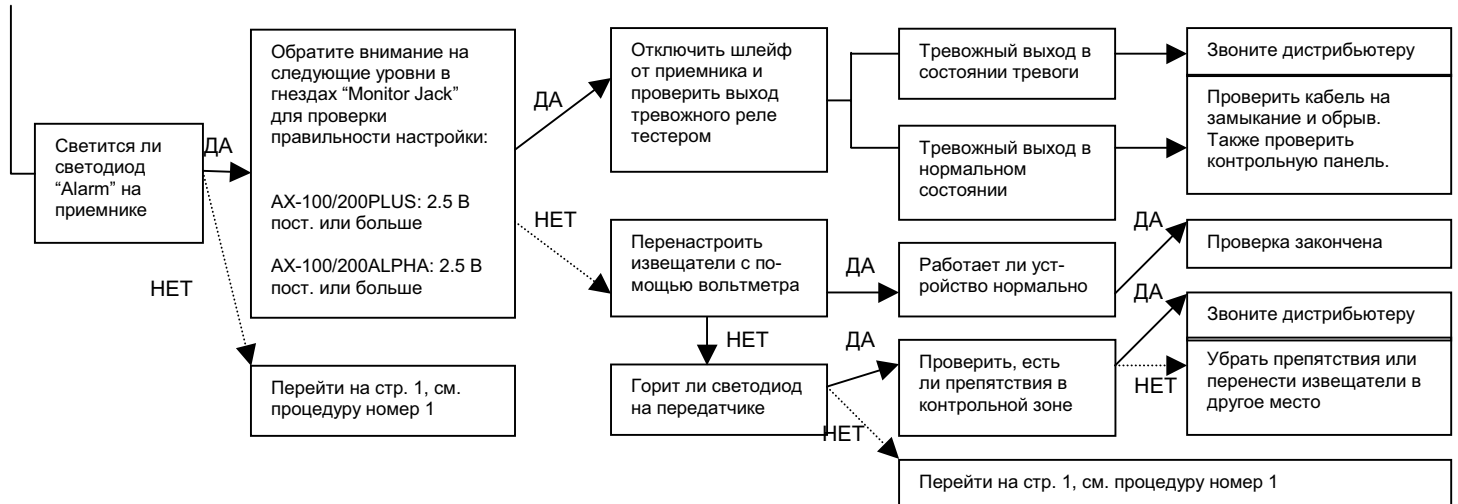 Светится ли
светодиод
“Alarm” на
приемнике
ДА
НЕТ
Обратите внимание на
следующие уровни в
гнездах “Monitor Jack”
для проверки
правильности настройки:
AX-100/200PLUS: 2.5 В
пост. или больше
AX-100/200ALPHA: 2.5 В
пост. или больше
Перейти на стр. 1, см.
процедуру номер 1
ДА
НЕТ
Отключить шлейф
от приемника и
проверить выход
тревожного реле
тестером
Тревожный выход в
состоянии тревоги
Тревожный выход в
нормальном
состоянии
Звоните дистрибьютеру
Проверить кабель на
замыкание и обрыв.
Также проверить
контрольную панель.
Перенастроить
извещатели с по-
мощью вольтметра
ДА
НЕТ
Работает ли уст-
ройство нормально
ДА
Проверка закончена
Горит ли светодиод
на передатчике
ДА
НЕТ
Проверить, есть
ли препятствия в
контрольной зоне
ДА
НЕТ
Звоните дистрибьютеру
Убрать препятствия или
перенести извещатели в
другое место
Перейти на стр. 1, см. процедуру номер 1